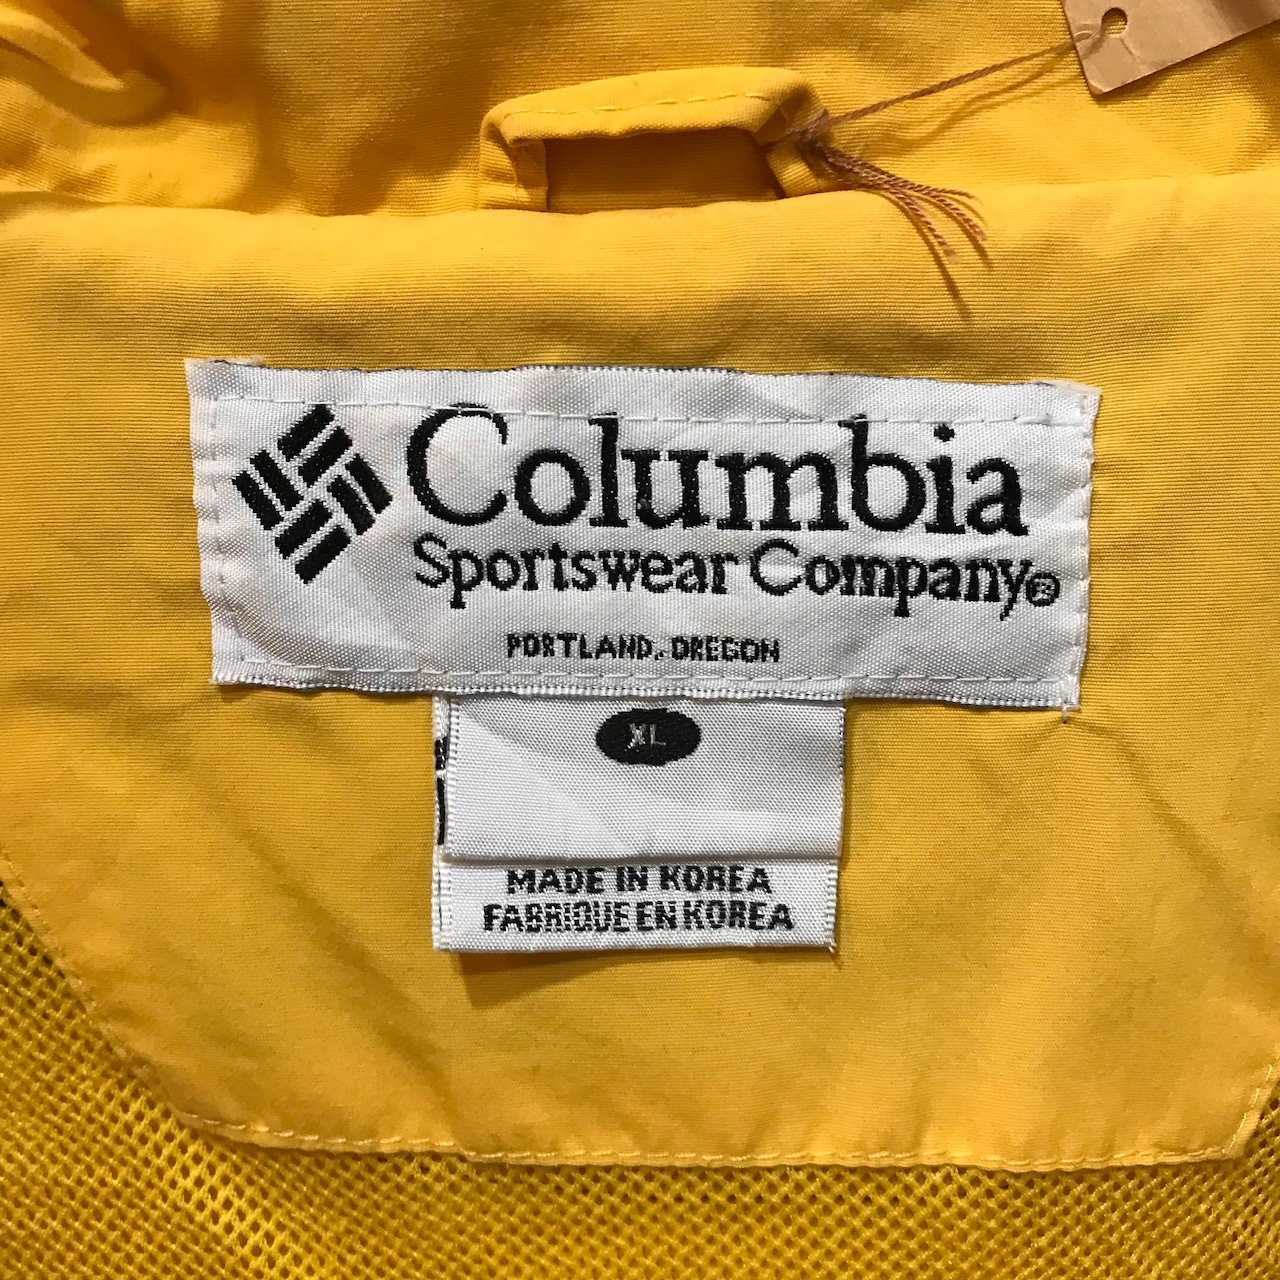 Columbia
Sportswear Company®
PORTLAND, OREGON
XL
MADE IN KOREA
FABRIQUE EN KOREA